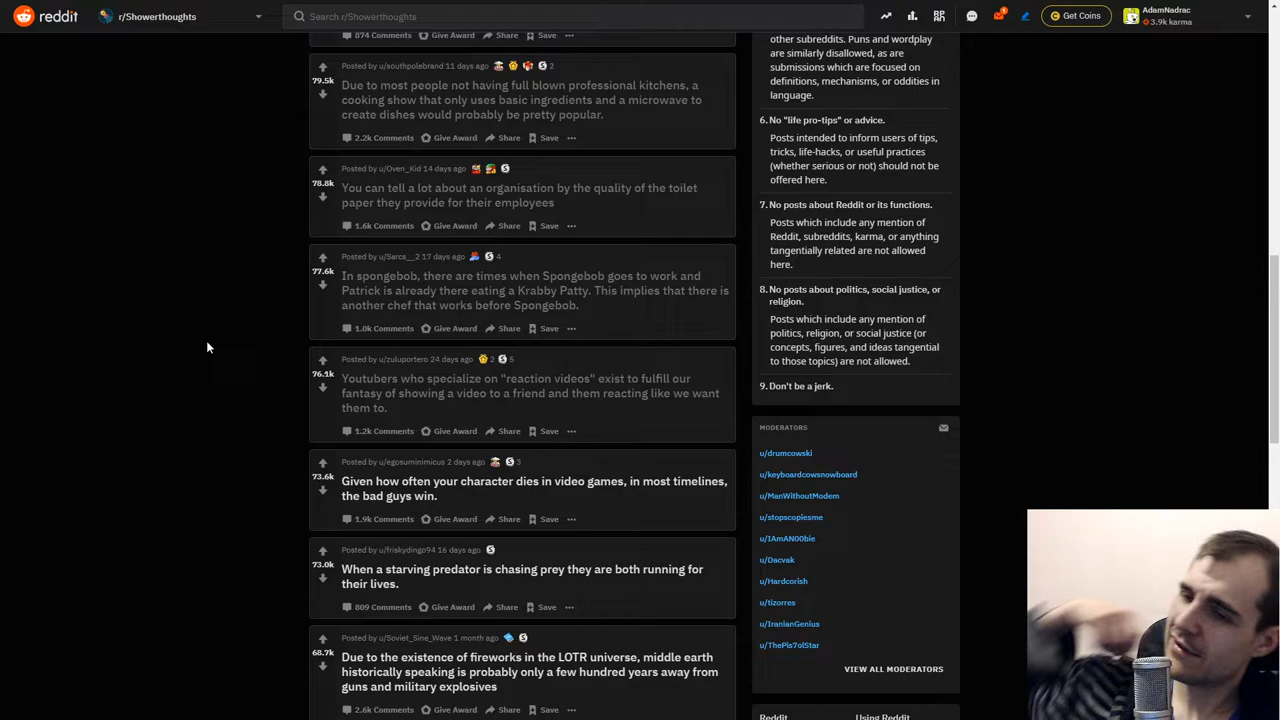 reddit
r/Showerthoughts
Search r/Showerthoughts
1
Get Coins
AdamNadrac
3.9k karma
874 Comments Give Award Share Save
Posted by u/southpolebrand 11 days ago 2
79.5k
Due to most people not having full blown professional kitchens, a
cooking show that only uses basic ingredients and a microwave to
create dishes would probably be pretty popular.
2.2k Comments Give Award Share Save
Posted by u/Oven_Kid 14 days ago
78.8k
You can tell a lot about an organisation by the quality of the toilet
paper they provide for their employees
1.6k Comments Give Award Share Save
Posted by u/Sarcs__2 17 days ago 4
77.6k
In spongebob, there are times when Spongebob goes to work and
Patrick is already there eating a Krabby Patty. This implies that there is
another chef that works before Spongebob.
1.0k Comments Give Award Share Save
Posted by u/zuluportero 24 days ago 2 5
76.1k
Youtubers who specialize on "reaction videos" exist to fulfill our
fantasy of showing a video to a friend and them reacting like we want
them to.
1.2k Comments Give Award Share Save
Posted by u/egosuminimicus 2 days ago 3
73.6k
Given how often your character dies in video games, in most timelines,
the bad guys win.
1.9k Comments Give Award Share Save
Posted by u/friskydingo94 16 days ago
73.0k
When a starving predator is chasing prey they are both running for
their lives.
809 Comments Give Award Share Save
Posted by u/Soviet_Sine_Wave 1 month ago
68.7k
Due to the existence of fireworks in the LOTR universe, middle earth
historically speaking is probably only a few hundred years away from
guns and military explosives
2.6k Comments Give Award Share Save
other subreddits. Puns and wordplay
are similarly disallowed, as are
submissions which are focused on
definitions, mechanisms, or oddities in
language.
6. No "life pro-tips" or advice.
Posts intended to inform users of tips,
tricks, life-hacks, or useful practices
(whether serious or not) should not be
offered here.
7. No posts about Reddit or its functions.
Posts which include any mention of
Reddit, subreddits, karma, or anything
tangentially related are not allowed
here.
8. No posts about politics, social justice, or
religion.
Posts which include any mention of
politics, religion, or social justice (or
concepts, figures, and ideas tangential
to those topics) are not allowed.
9. Don't be a jerk.
MODERATORS
u/drumcowski
u/keyboardcowsnowboard
u/ManWithoutModem
u/stopscopiesme
u/IAmAN00bie
u/Dacvak
u/Hardcorish
u/tizorres
u/IranianGenius
u/ThePis7olStar
VIEW ALL MODERATORS
Reddit Using Reddit